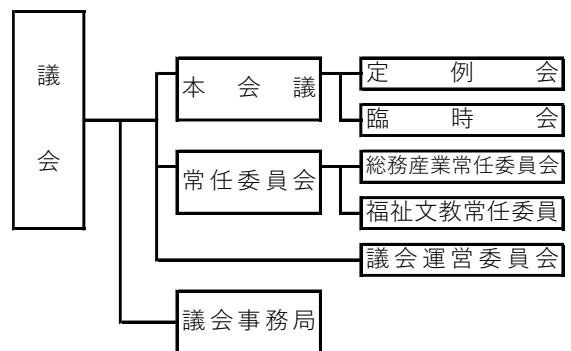 議会
本会議
定例会
臨時会
常任委員会
総務産業常任委員会
福祉文教常任委員
議会運営委員会
議会事務局